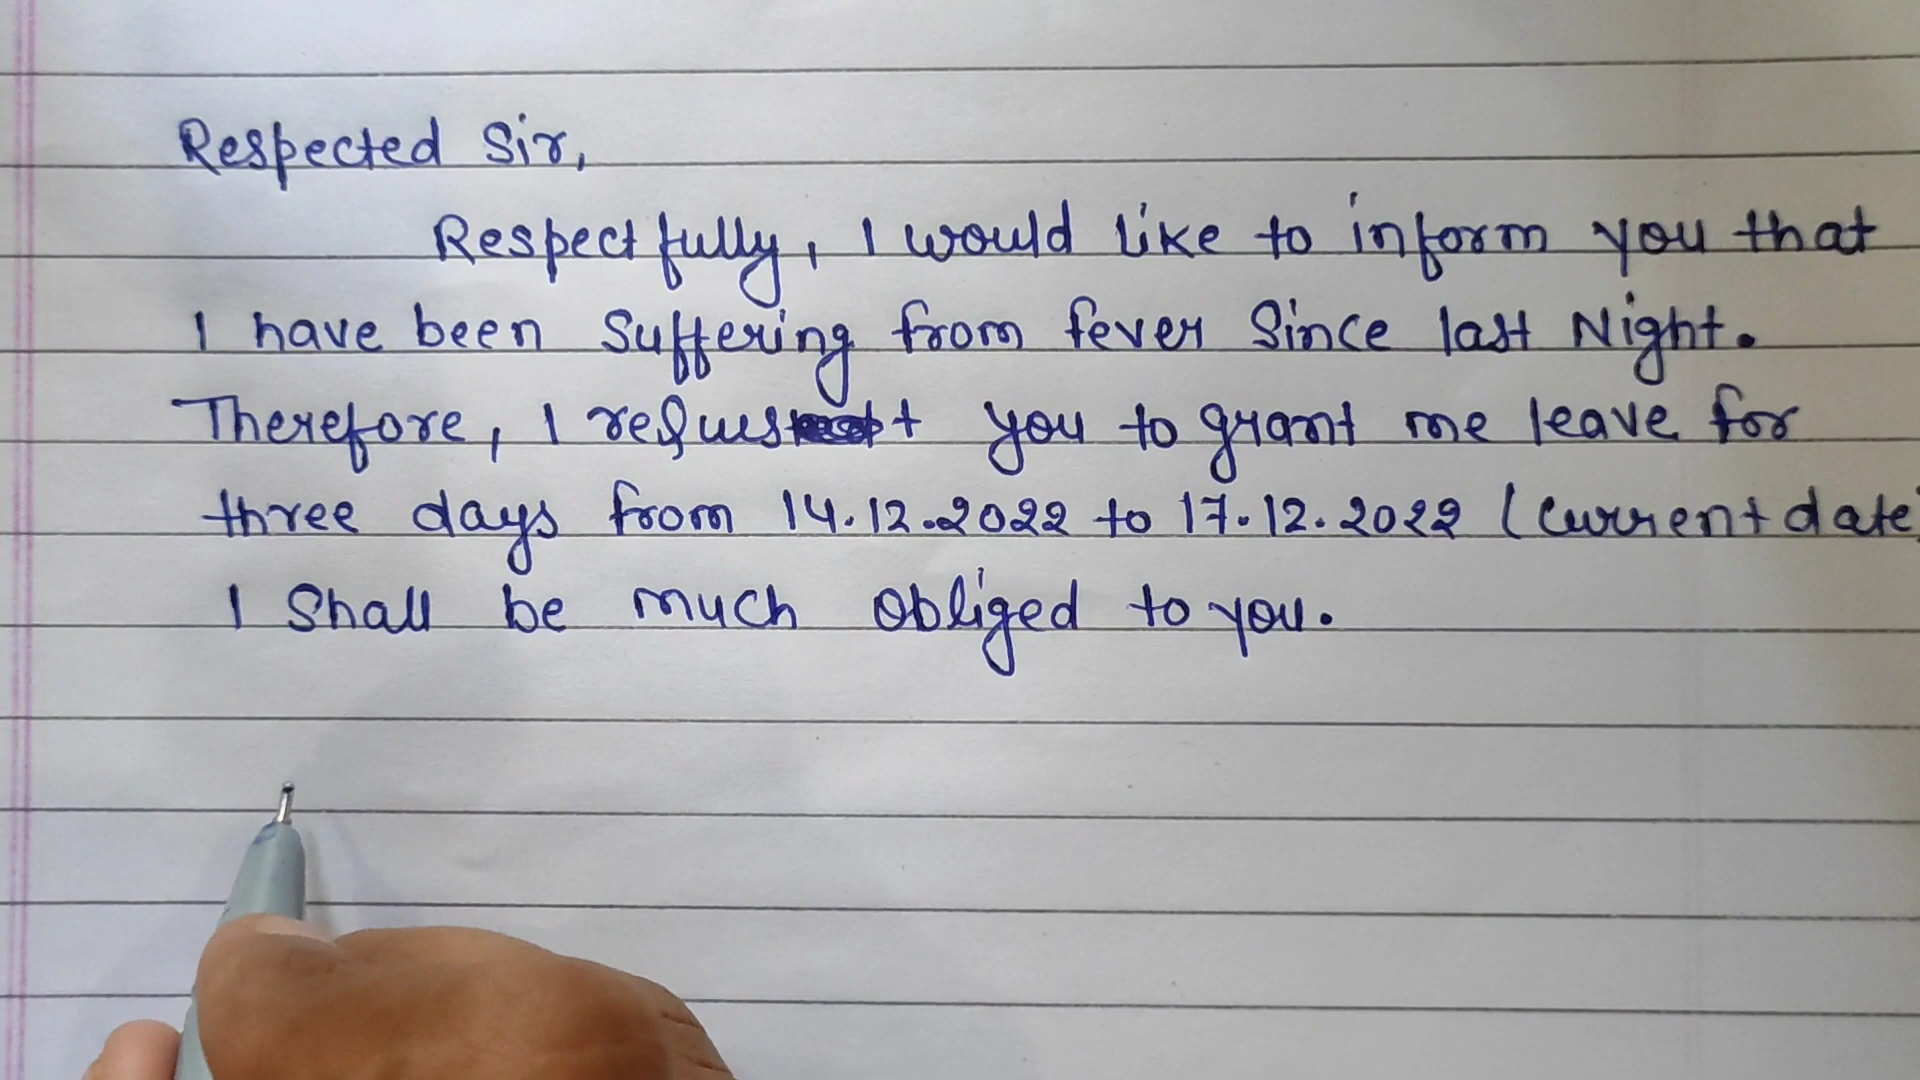 Respected Sir,
Respectfully, I would like to inform you that
I have been Suffering from fever Since last Night.
Therefore, I request you to grant me leave for
three days from 14.12.2022 to 17.12.2022 (Current date)
I Shall be much obliged to you.